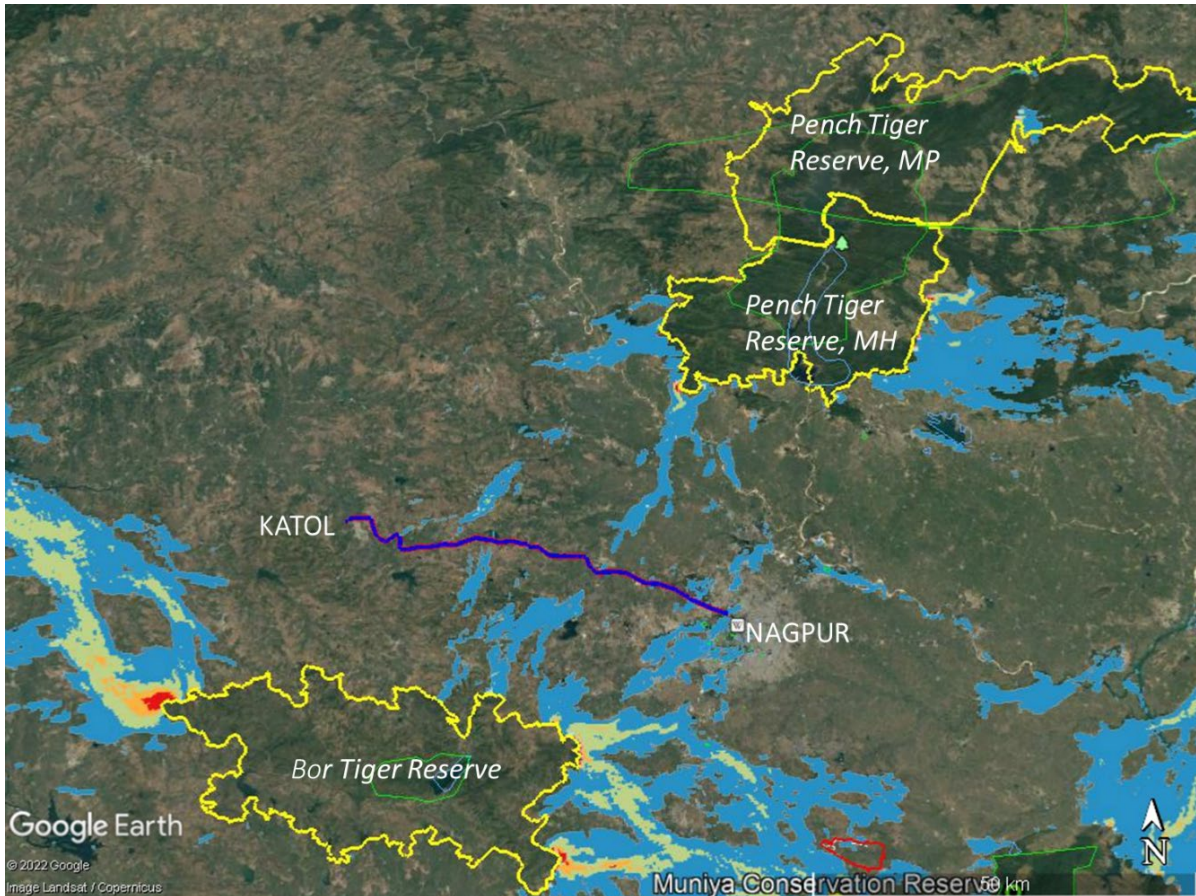 Pench Tiger
Reserve, MP
Pench Tiger
Reserve, MH
KATOL
NAGPUR
Bor Tiger Reserve
Google Earth
© 2022 Google
Image Landsat / Copernicus
Muniya Conservation Reserve
50 km
N